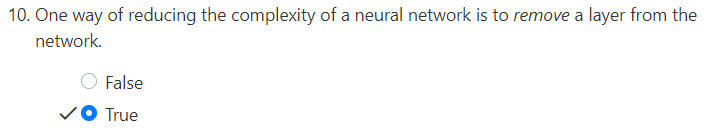 10. One way of reducing the complexity of a neural network is to remove a layer from the
network.
False
True